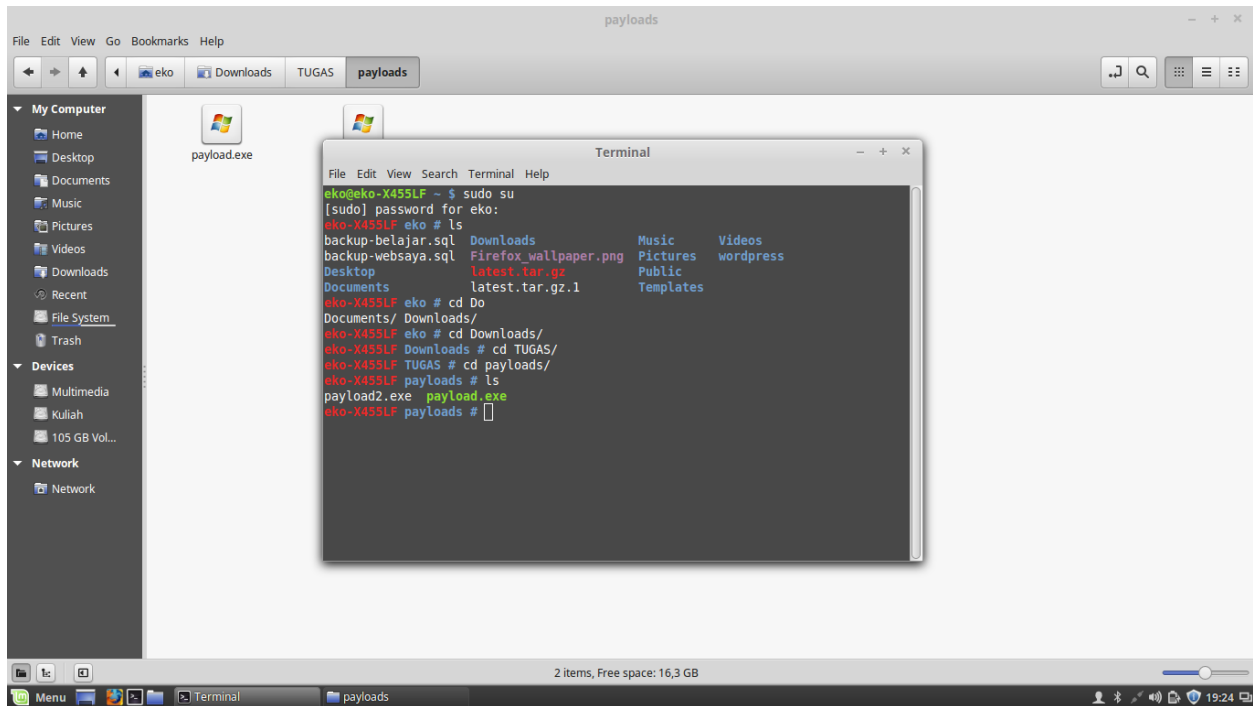 payloads
File Edit View Go Bookmarks Help
eko Downloads TUGAS payloads
My Computer
Home
Desktop
Documents
Music
Pictures
Videos
Downloads
Recent
File System
Trash
Devices
Multimedia
Kuliah
105 GB Vol...
Network
Network
payload.exe
Terminal
File Edit View Search Terminal Help
eko@eko-X455LF ~ $ sudo su
[sudo] password for eko:
eko-X455LF eko # ls
backup-belajar.sql Downloads Music Videos
backup-websaya.sql Firefox_wallpaper.png Pictures wordpress
Desktop latest.tar.gz Public
Documents latest.tar.gz.1 Templates
eko-X455LF eko # cd Do
Documents/ Downloads/
eko-X455LF eko # cd Downloads/
eko-X455LF Downloads # cd TUGAS/
eko-X455LF TUGAS # cd payloads/
eko-X455LF payloads # ls
payload2.exe payload.exe
eko-X455LF payloads #
2 items, Free space: 16,3 GB
Menu Terminal payloads 19:24